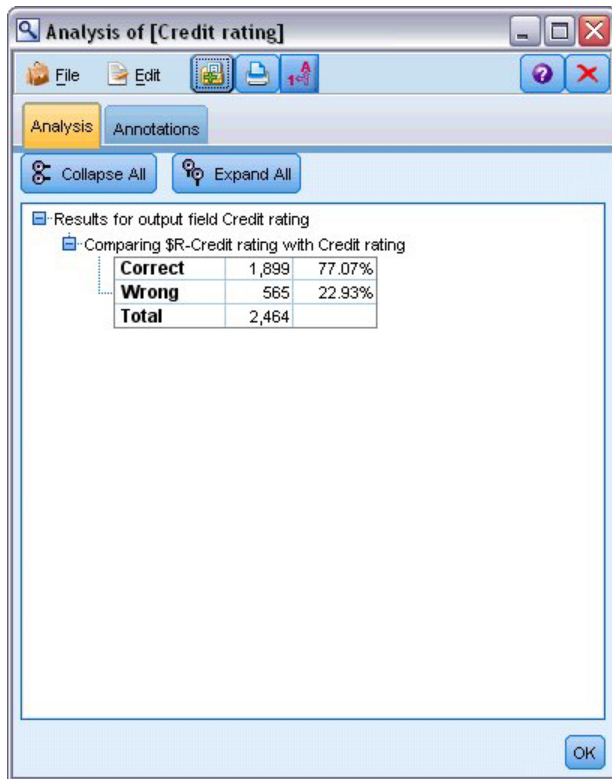 Analysis of [Credit rating]
File Edit
Analysis Annotations
Collapse All Expand All
Results for output field Credit rating
Comparing $R-Credit rating with Credit rating
Correct 1,899 77.07%
Wrong 565 22.93%
Total 2,464
OK